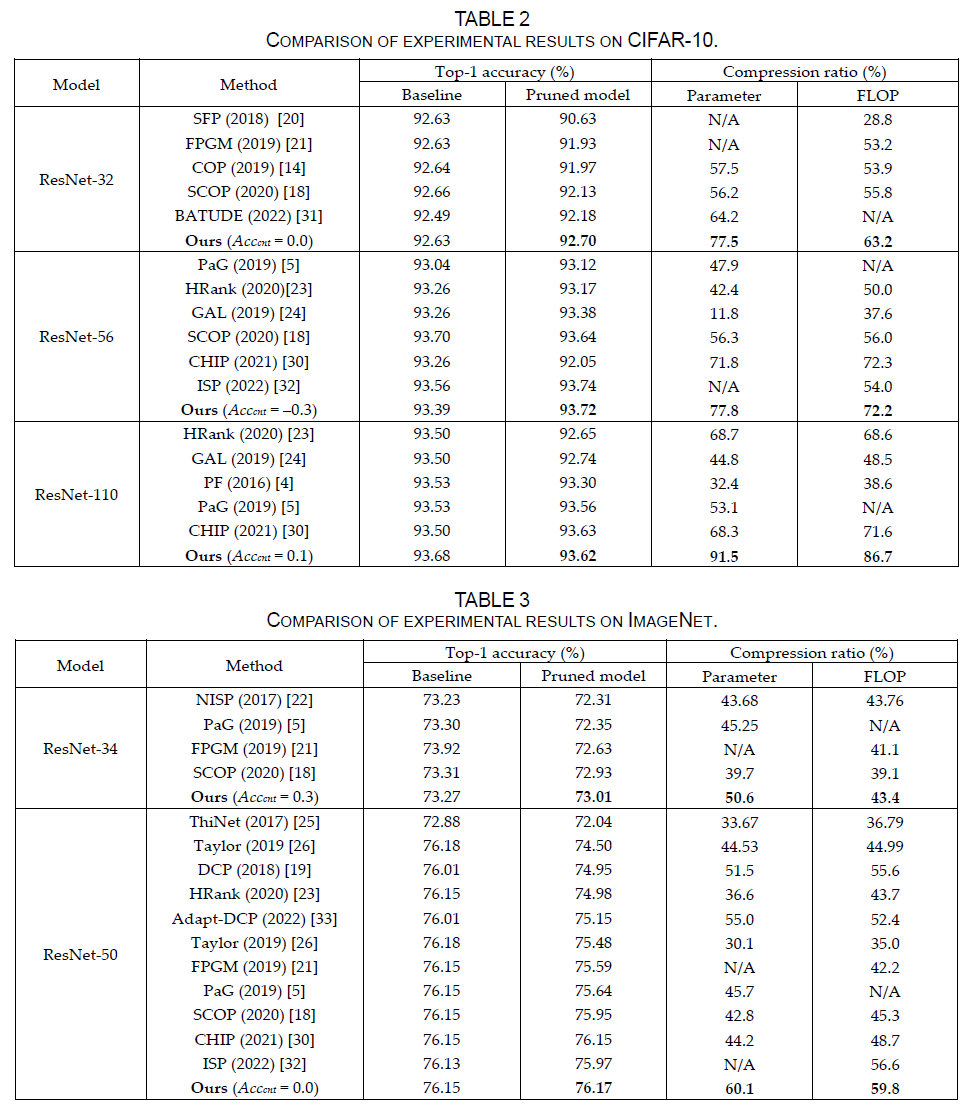 TABLE 2
COMPARISON OF EXPERIMENTAL RESULTS ON CIFAR-10.
Model Method Top-1 accuracy (%) Compression ratio (%)
Baseline Pruned model Parameter FLOP
ResNet-32
SFP (2018) [20] 92.63 90.63 N/A 28.8
FPGM (2019) [21] 92.63 91.93 N/A 53.2
COP (2019) [14] 92.64 91.97 57.5 53.9
SCOP (2020) [18] 92.66 92.13 56.2 55.8
BATUDE (2022) [31] 92.49 92.18 64.2 N/A
Ours (Acccnt = 0.0) 92.63 92.70 77.5 63.2
ResNet-56
PaG (2019) [5] 93.04 93.12 47.9 N/A
HRank (2020)[23] 93.26 93.17 42.4 50.0
GAL (2019) [24] 93.26 93.38 11.8 37.6
SCOP (2020) [18] 93.70 93.64 56.3 56.0
CHIP (2021) [30] 93.26 92.05 71.8 72.3
ISP (2022) [32] 93.56 93.74 N/A 54.0
Ours (Acccnt = –0.3) 93.39 93.72 77.8 72.2
ResNet-110
HRank (2020) [23] 93.50 92.65 68.7 68.6
GAL (2019) [24] 93.50 92.74 44.8 48.5
PF (2016) [4] 93.53 93.30 32.4 38.6
PaG (2019) [5] 93.53 93.56 53.1 N/A
CHIP (2021) [30] 93.50 93.63 68.3 71.6
Ours (Acccnt = 0.1) 93.68 93.62 91.5 86.7
TABLE 3
COMPARISON OF EXPERIMENTAL RESULTS ON IMAGENET.
Model Method Top-1 accuracy (%) Compression ratio (%)
Baseline Pruned model Parameter FLOP
ResNet-34
NISP (2017) [22] 73.23 72.31 43.68 43.76
PaG (2019) [5] 73.30 72.35 45.25 N/A
FPGM (2019) [21] 73.92 72.63 N/A 41.1
SCOP (2020) [18] 73.31 72.93 39.7 39.1
Ours (Acccnt = 0.3) 73.27 73.01 50.6 43.4
ResNet-50
ThiNet (2017) [25] 72.88 72.04 33.67 36.79
Taylor (2019 [26] 76.18 74.50 44.53 44.99
DCP (2018) [19] 76.01 74.95 51.5 55.6
HRank (2020) [23] 76.15 74.98 36.6 43.7
Adapt-DCP (2022) [33] 76.01 75.15 55.0 52.4
Taylor (2019) [26] 76.18 75.48 30.1 35.0
FPGM (2019) [21] 76.15 75.59 N/A 42.2
PaG (2019) [5] 76.15 75.64 45.7 N/A
SCOP (2020) [18] 76.15 75.95 42.8 45.3
CHIP (2021) [30] 76.15 76.15 44.2 48.7
ISP (2022) [32] 76.13 75.97 N/A 56.6
Ours (Acccnt = 0.0) 76.15 76.17 60.1 59.8